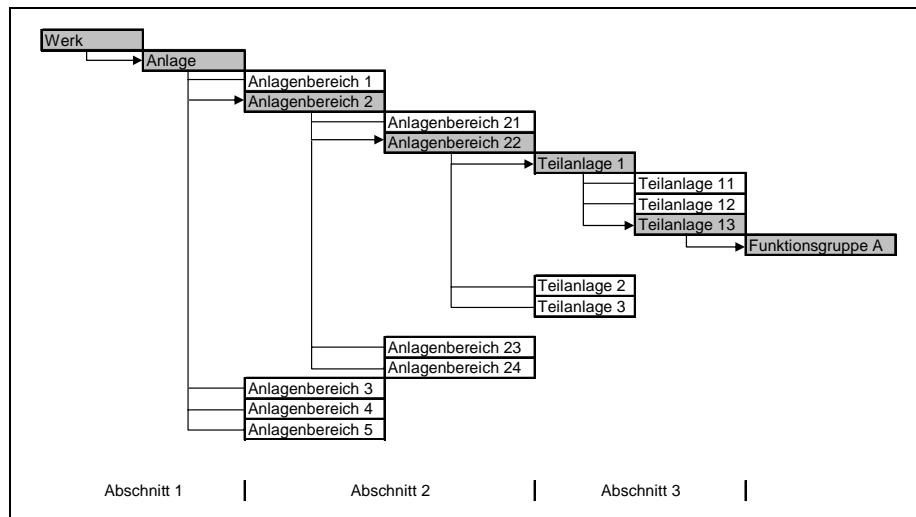 Werk
Anlage
Anlagenbereich 1
Anlagenbereich 2
Anlagenbereich 21
Anlagenbereich 22
Teilanlage 1
Teilanlage 11
Teilanlage 12
Teilanlage 13
Funktionsgruppe A
Teilanlage 2
Teilanlage 3
Anlagenbereich 23
Anlagenbereich 24
Anlagenbereich 3
Anlagenbereich 4
Anlagenbereich 5
Abschnitt 1 Abschnitt 2 Abschnitt 3